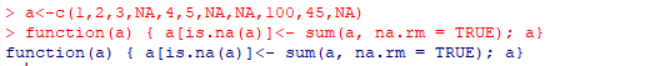 > a<-c(1,2,3,NA,4,5,NA,NA,100,45,NA)
> function(a) { a[is.na(a)]<- sum(a, na.rm = TRUE); a}
function(a) { a[is.na(a)]<- sum(a, na.rm = TRUE); a}